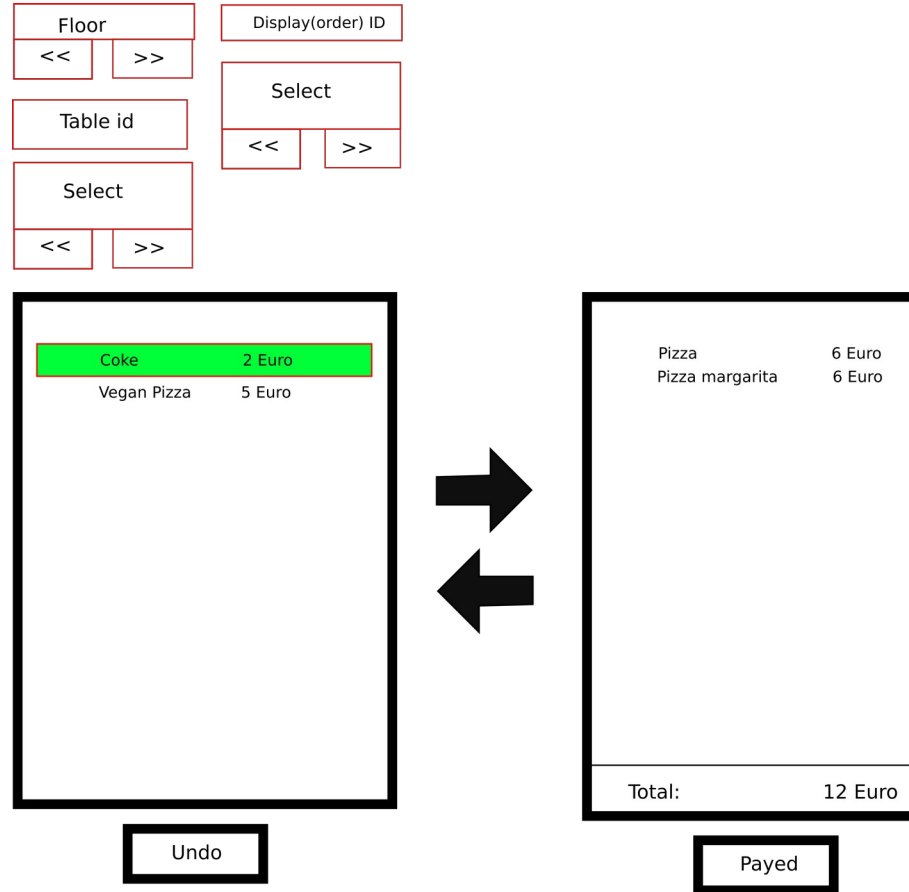 Floor
<< >>
Display(order) ID
Table id
Select
<< >>
Select
<< >>
Coke 2 Euro
Vegan Pizza 5 Euro
Undo
Pizza 6 Euro
Pizza margarita 6 Euro
Total: 12 Euro
Payed